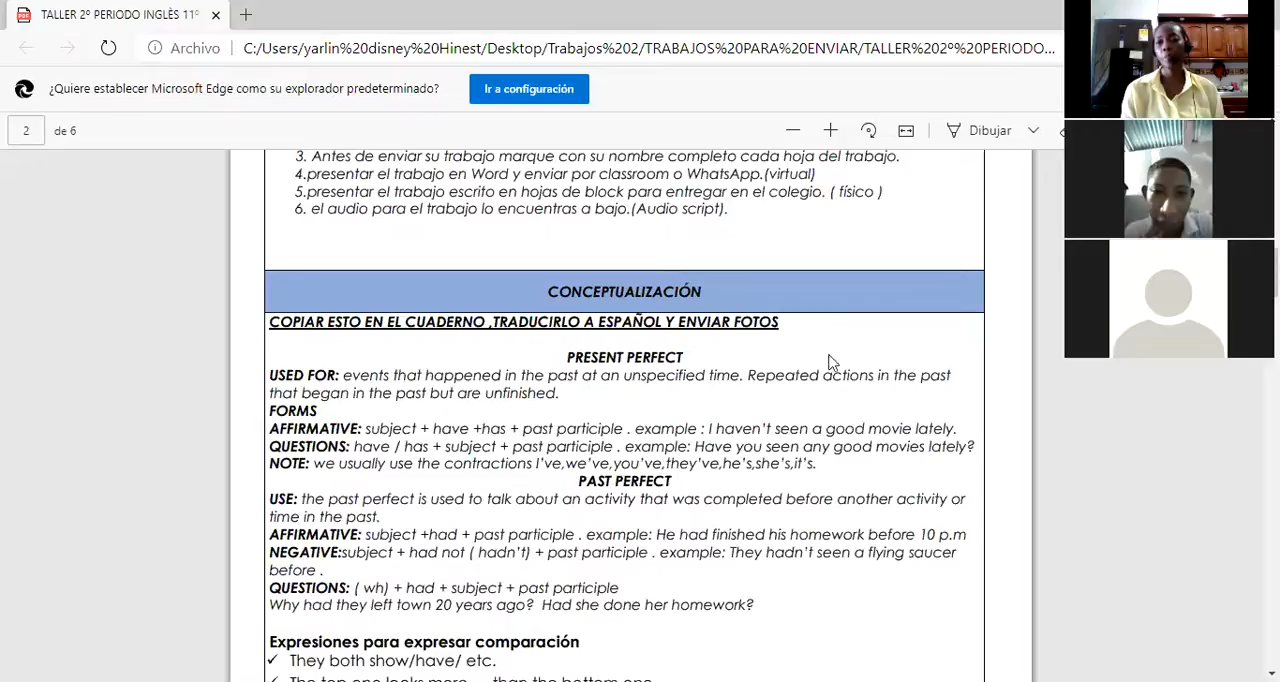 TALLER 2º PERIODO INGLÈS 11º
Archivo
C:/Users/yarlin%20disney%20Hinest/Desktop/Trabajos%202/TRABAJOS%20PARA%20ENVIAR/TALLER%202º%20PERIODO...
¿Quiere establecer Microsoft Edge como su explorador predeterminado?
Ir a configuración
2
de 6
Dibujar
3. Antes de enviar su trabajo marque con su nombre completo cada hoja del trabajo.
4.presentar el trabajo en Word y enviar por classroom o WhatsApp.(virtual)
5.presentar el trabajo escrito en hojas de block para entregar en el colegio. ( físico )
6. el audio para el trabajo lo encuentras a bajo.(Audio script).
CONCEPTUALIZACIÓN
COPIAR ESTO EN EL CUADERNO ,TRADUCIRLO A ESPAÑOL Y ENVIAR FOTOS
PRESENT PERFECT
USED FOR: events that happened in the past at an unspecified time. Repeated actions in the past
that began in the past but are unfinished.
FORMS
AFFIRMATIVE: subject + have +has + past participle . example : I haven't seen a good movie lately.
QUESTIONS: have / has + subject + past participle . example: Have you seen any good movies lately?
NOTE: we usually use the contractions I've,we've,you've,they've,he's,she's,it's.
PAST PERFECT
USE: the past perfect is used to talk about an activity that was completed before another activity or
time in the past.
AFFIRMATIVE: subject +had + past participle . example: He had finished his homework before 10 p.m
NEGATIVE:subject + had not ( hadn't) + past participle . example: They hadn't seen a flying saucer
before .
QUESTIONS: ( wh) + had + subject + past participle
Why had they left town 20 years ago? Had she done her homework?
Expresiones para expresar comparación
✓ They both show/have/ etc.
✓ The top one looks more ... than the bottom one